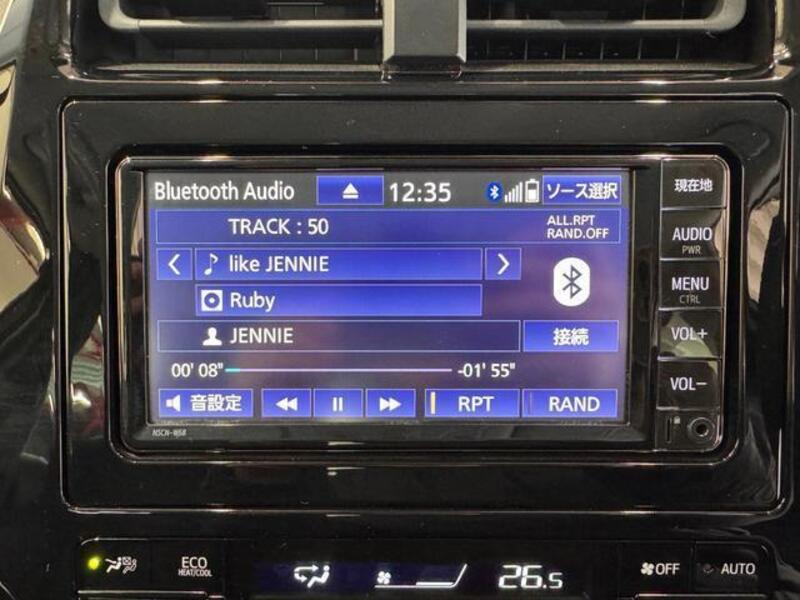 Bluetooth Audio 12:35 ソース選択
TRACK : 50 ALL.RPT
RAND.OFF
like JENNIE
Ruby
JENNIE 接続
00' 08" -01' 55"
音設定 RPT RAND
現在地
AUDIO
PWR
MENU
CTRL
VOL+
VOL-
NSCN-W68
ECO
HEAT/COOL
26.5
OFF
AUTO